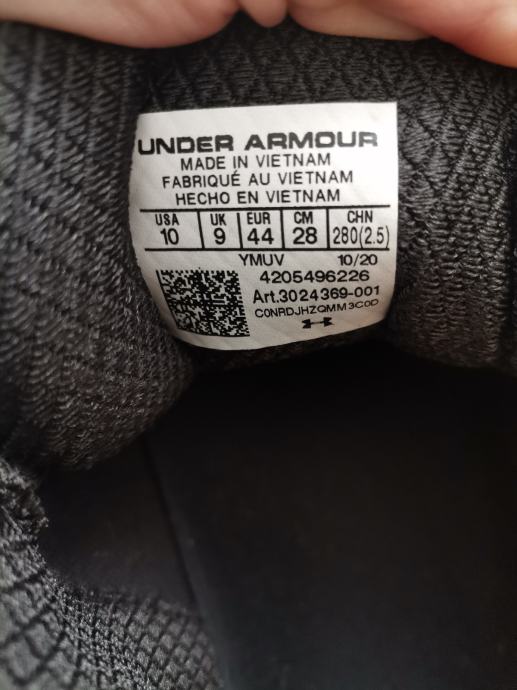 UNDER ARMOUR
MADE IN VIETNAM
FABRIQUÉ AU VIETNAM
HECHO EN VIETNAM
USA UK EUR CM CHN
10 9 44 28 280(2.5)
YMUV 10/20
4205496226
Art.3024369-001
C0NRDJHZQMM3C0D